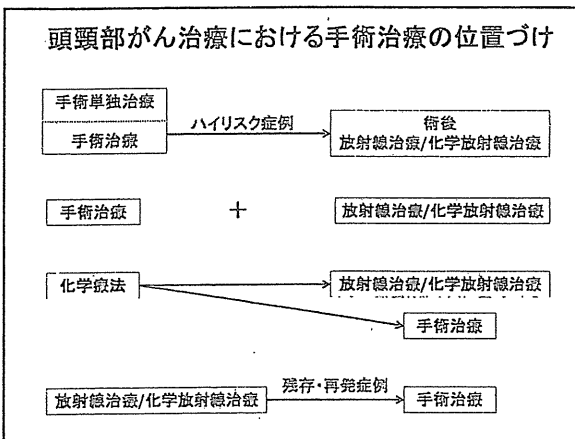 頭頸部がん治療における手術治療の位置づけ
手術単独治療
手術治療
ハイリスク症例
術後
放射線治療/化学放射線治療
手術治療
+
放射線治療/化学放射線治療
化学療法
放射線治療/化学放射線治療
手術治療
放射線治療/化学放射線治療
残存・再発症例
手術治療